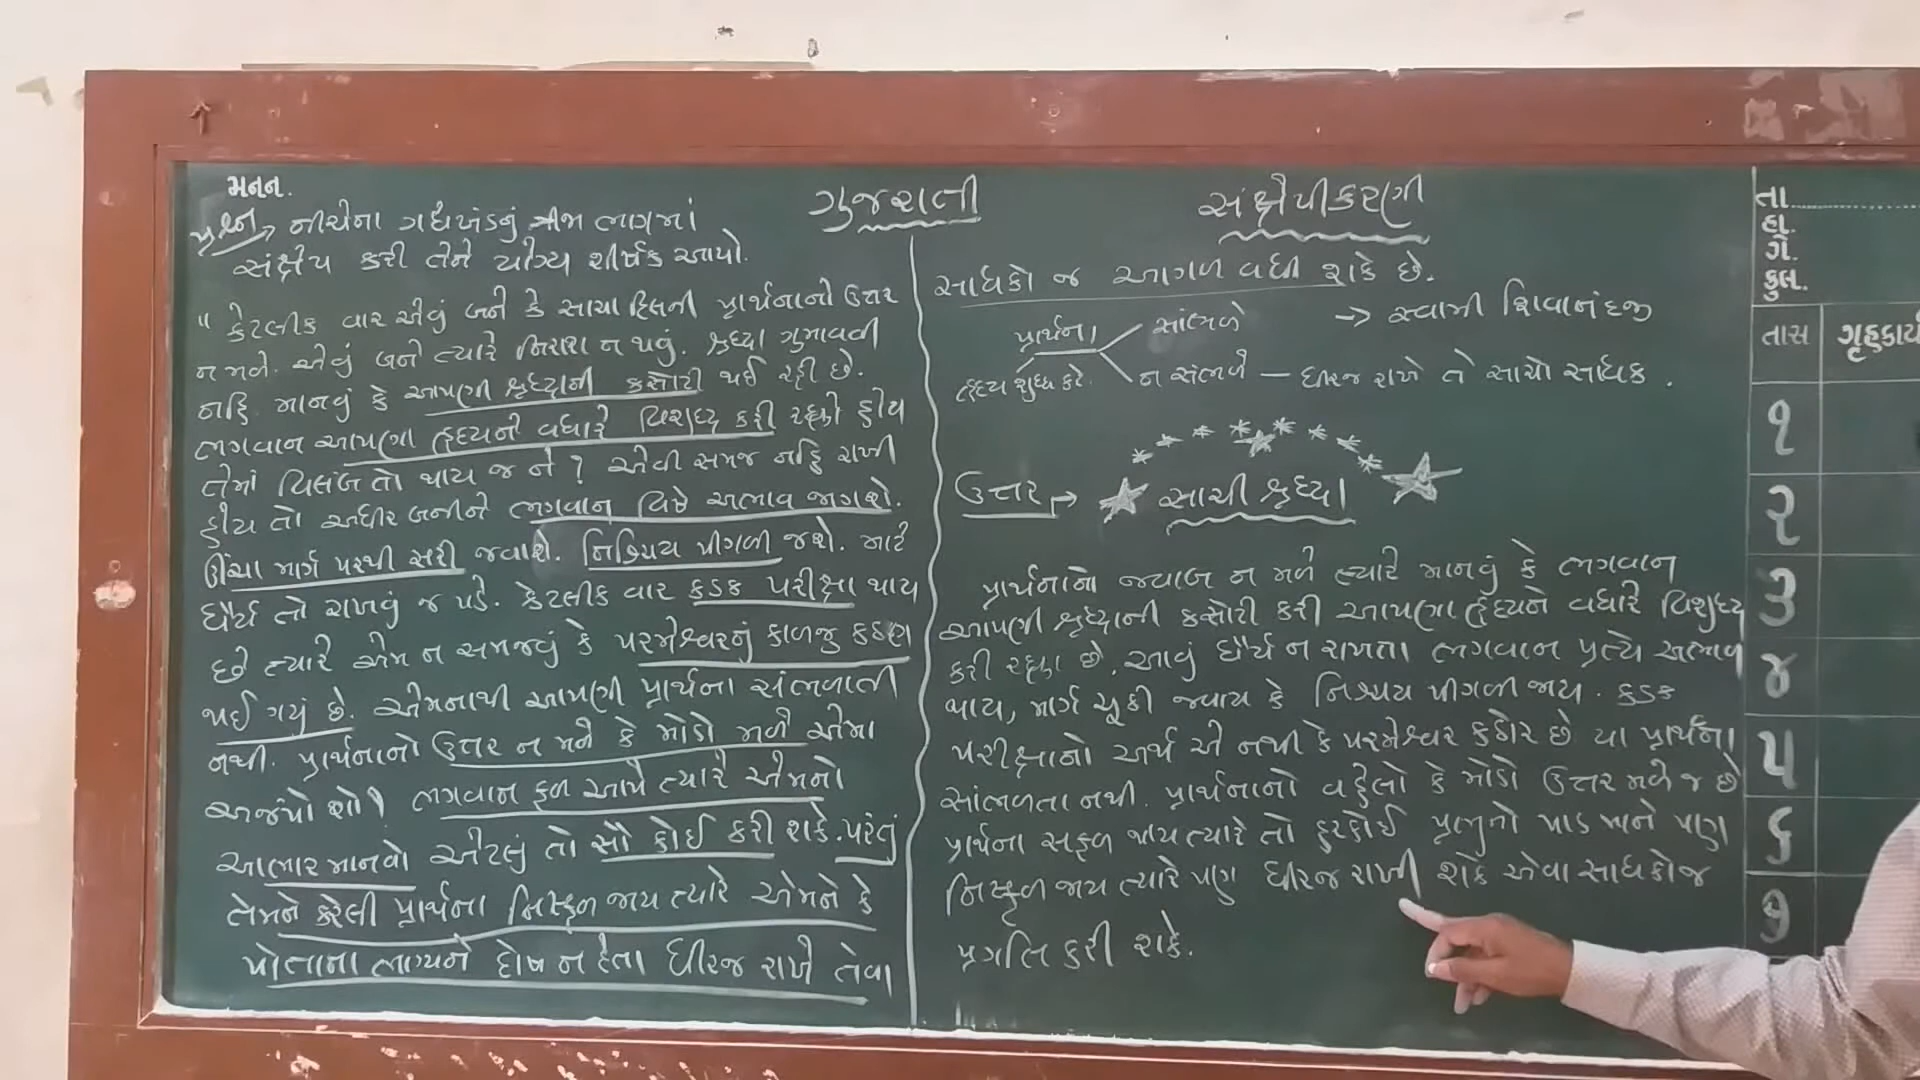 મનન.
ગુજરાતી
સંક્ષેપીકરણ
પ્રશ્ન → નીચેના ગદ્યખંડનું ત્રીજા ભાગમાં
સંક્ષેપ કરી તેને યોગ્ય શીર્ષક આપો.
" કેટલીક વાર એવું બને કે સાચા દિલની પ્રાર્થનાનો ઉત્તર
ન મળે. એવું બને ત્યારે નિરાશ ન થવું. શ્રધ્ધા ગુમાવવી
નહિ. માનવું કે આપણી શ્રધ્ધાની કસોટી થઈ રહી છે.
ભગવાન આપણા હૃદયને વધારે વિશુધ્ધ કરી રહ્યો હોય
તેમાં વિલંબ તો થાય જ ને ? એવી સમજ નહિ રાખી
હોય તો અધીર બનીને ભગવાન વિષે અભાવ જાગશે.
ઊંચા માર્ગ પરથી સરી જવાશે. નિશ્ચય પીગળી જશે. માટે
ધૈર્ય તો રાખવું જ પડે. કેટલીક વાર કડક પરીક્ષા થાય
છે ત્યારે એમ ન સમજવું કે પરમેશ્વરનું કાળજુ કઠણ
થઈ ગયું છે. એમનાથી આપણી પ્રાર્થના સંભળાતી
નથી. પ્રાર્થનાનો ઉત્તર ન મળે કે મોડો મળે એમા
અજંપો શો? ભગવાન ફળ આપે ત્યારે એમનો
આભાર માનવો એટલું તો સૌ કોઈ કરી શકે. પરંતું
તેમને કરેલી પ્રાર્થના નિષ્ફળ જાય ત્યારે એમને કે
પોતાના ભાગ્યને દોષ ન દેતા ધીરજ રાખે તેવા
સાધકો જ આગળ વધી શકે છે.
→ સ્વામી શિવાનંદજી
પ્રાર્થના સાંભળે
હૃદય શુધ્ધ કરે. ન સંભળે — ધીરજ રાખે તે સાચો સાધક .
ઉત્તર → સાચી શ્રધ્ધા
પ્રાર્થનાનો જવાબ ન મળે ત્યારે માનવું કે ભગવાન
આપણી શ્રધ્ધાની કસોટી કરી આપણા હૃદયને વધારે વિશુધ્ધ
કરી રહ્યા છે. આવું ધૈર્ય ન રાખતા ભગવાન પ્રત્યે અભાવ
થાય, માર્ગ ચૂકી જવાય કે નિશ્ચય પીગળી જાય . કડક
પરીક્ષાનો અર્થ એ નથી કે પરમેશ્વર કઠોર છે યા પ્રાર્થના
સાંભળતા નથી. પ્રાર્થનાનો વહેલો કે મોડો ઉત્તર મળે જ છે
પ્રાર્થના સફળ થાય ત્યારે તો હરકોઈ પ્રભુનો પાડ માને પણ
નિષ્ફળ જાય ત્યારે પણ ધીરજ રાખી શકે એવા સાધકો જ
પ્રગતિ કરી શકે.
તા.
હા.
ગે.
કુલ.
તાસ ગૃહકાર્ય
૧
૨
૩
૪
૫
૬
૭